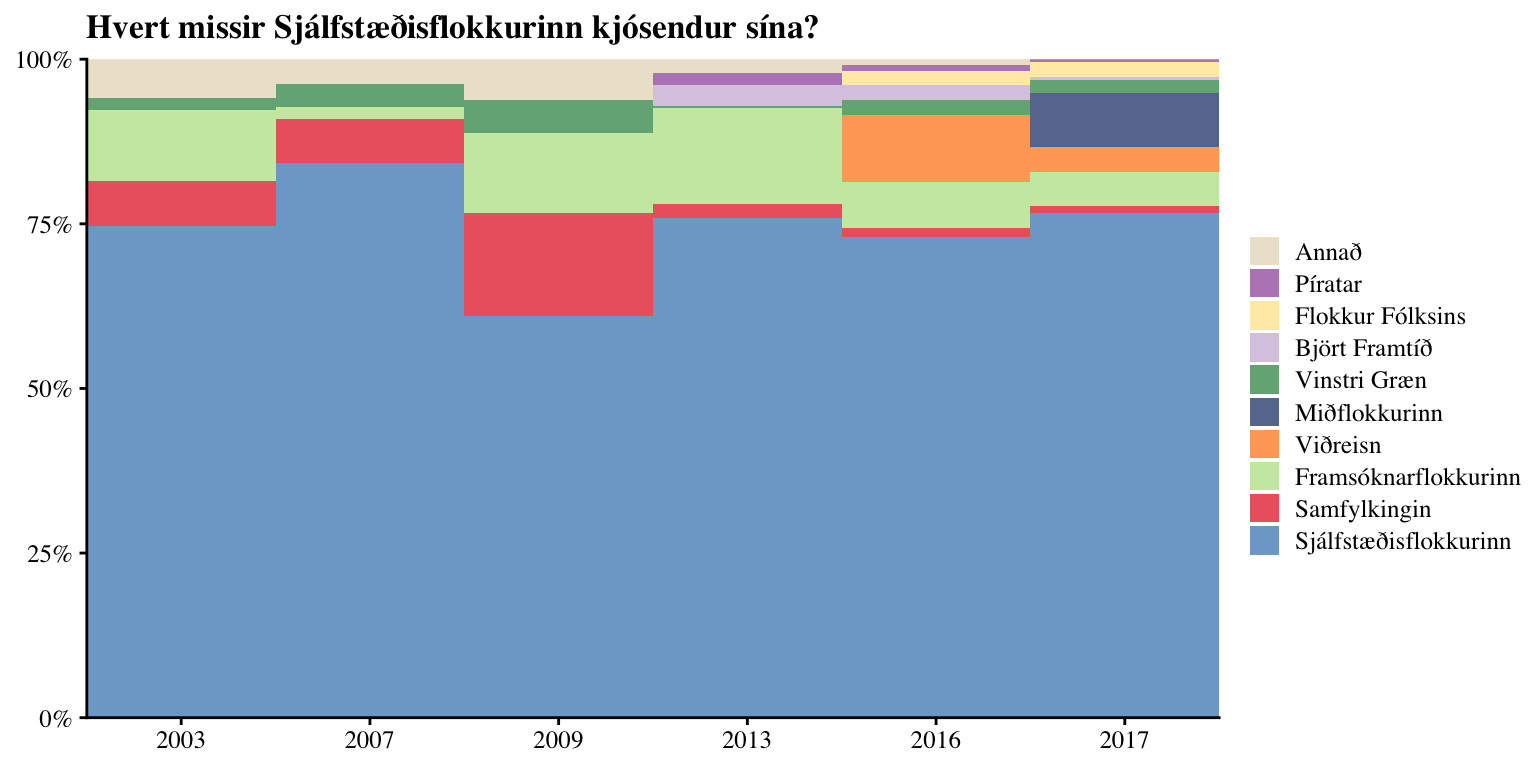 Hvert missir Sjálfstæðisflokkurinn kjósendur sína?
100%
75%
50%
25%
0%
2003
2007
2009
2013
2016
2017
Annað
Píratar
Flokkur Fólksins
Björt Framtíð
Vinstri Græn
Miðflokkurinn
Viðreisn
Framsóknarflokkurinn
Samfylkingin
Sjálfstæðisflokkurinn